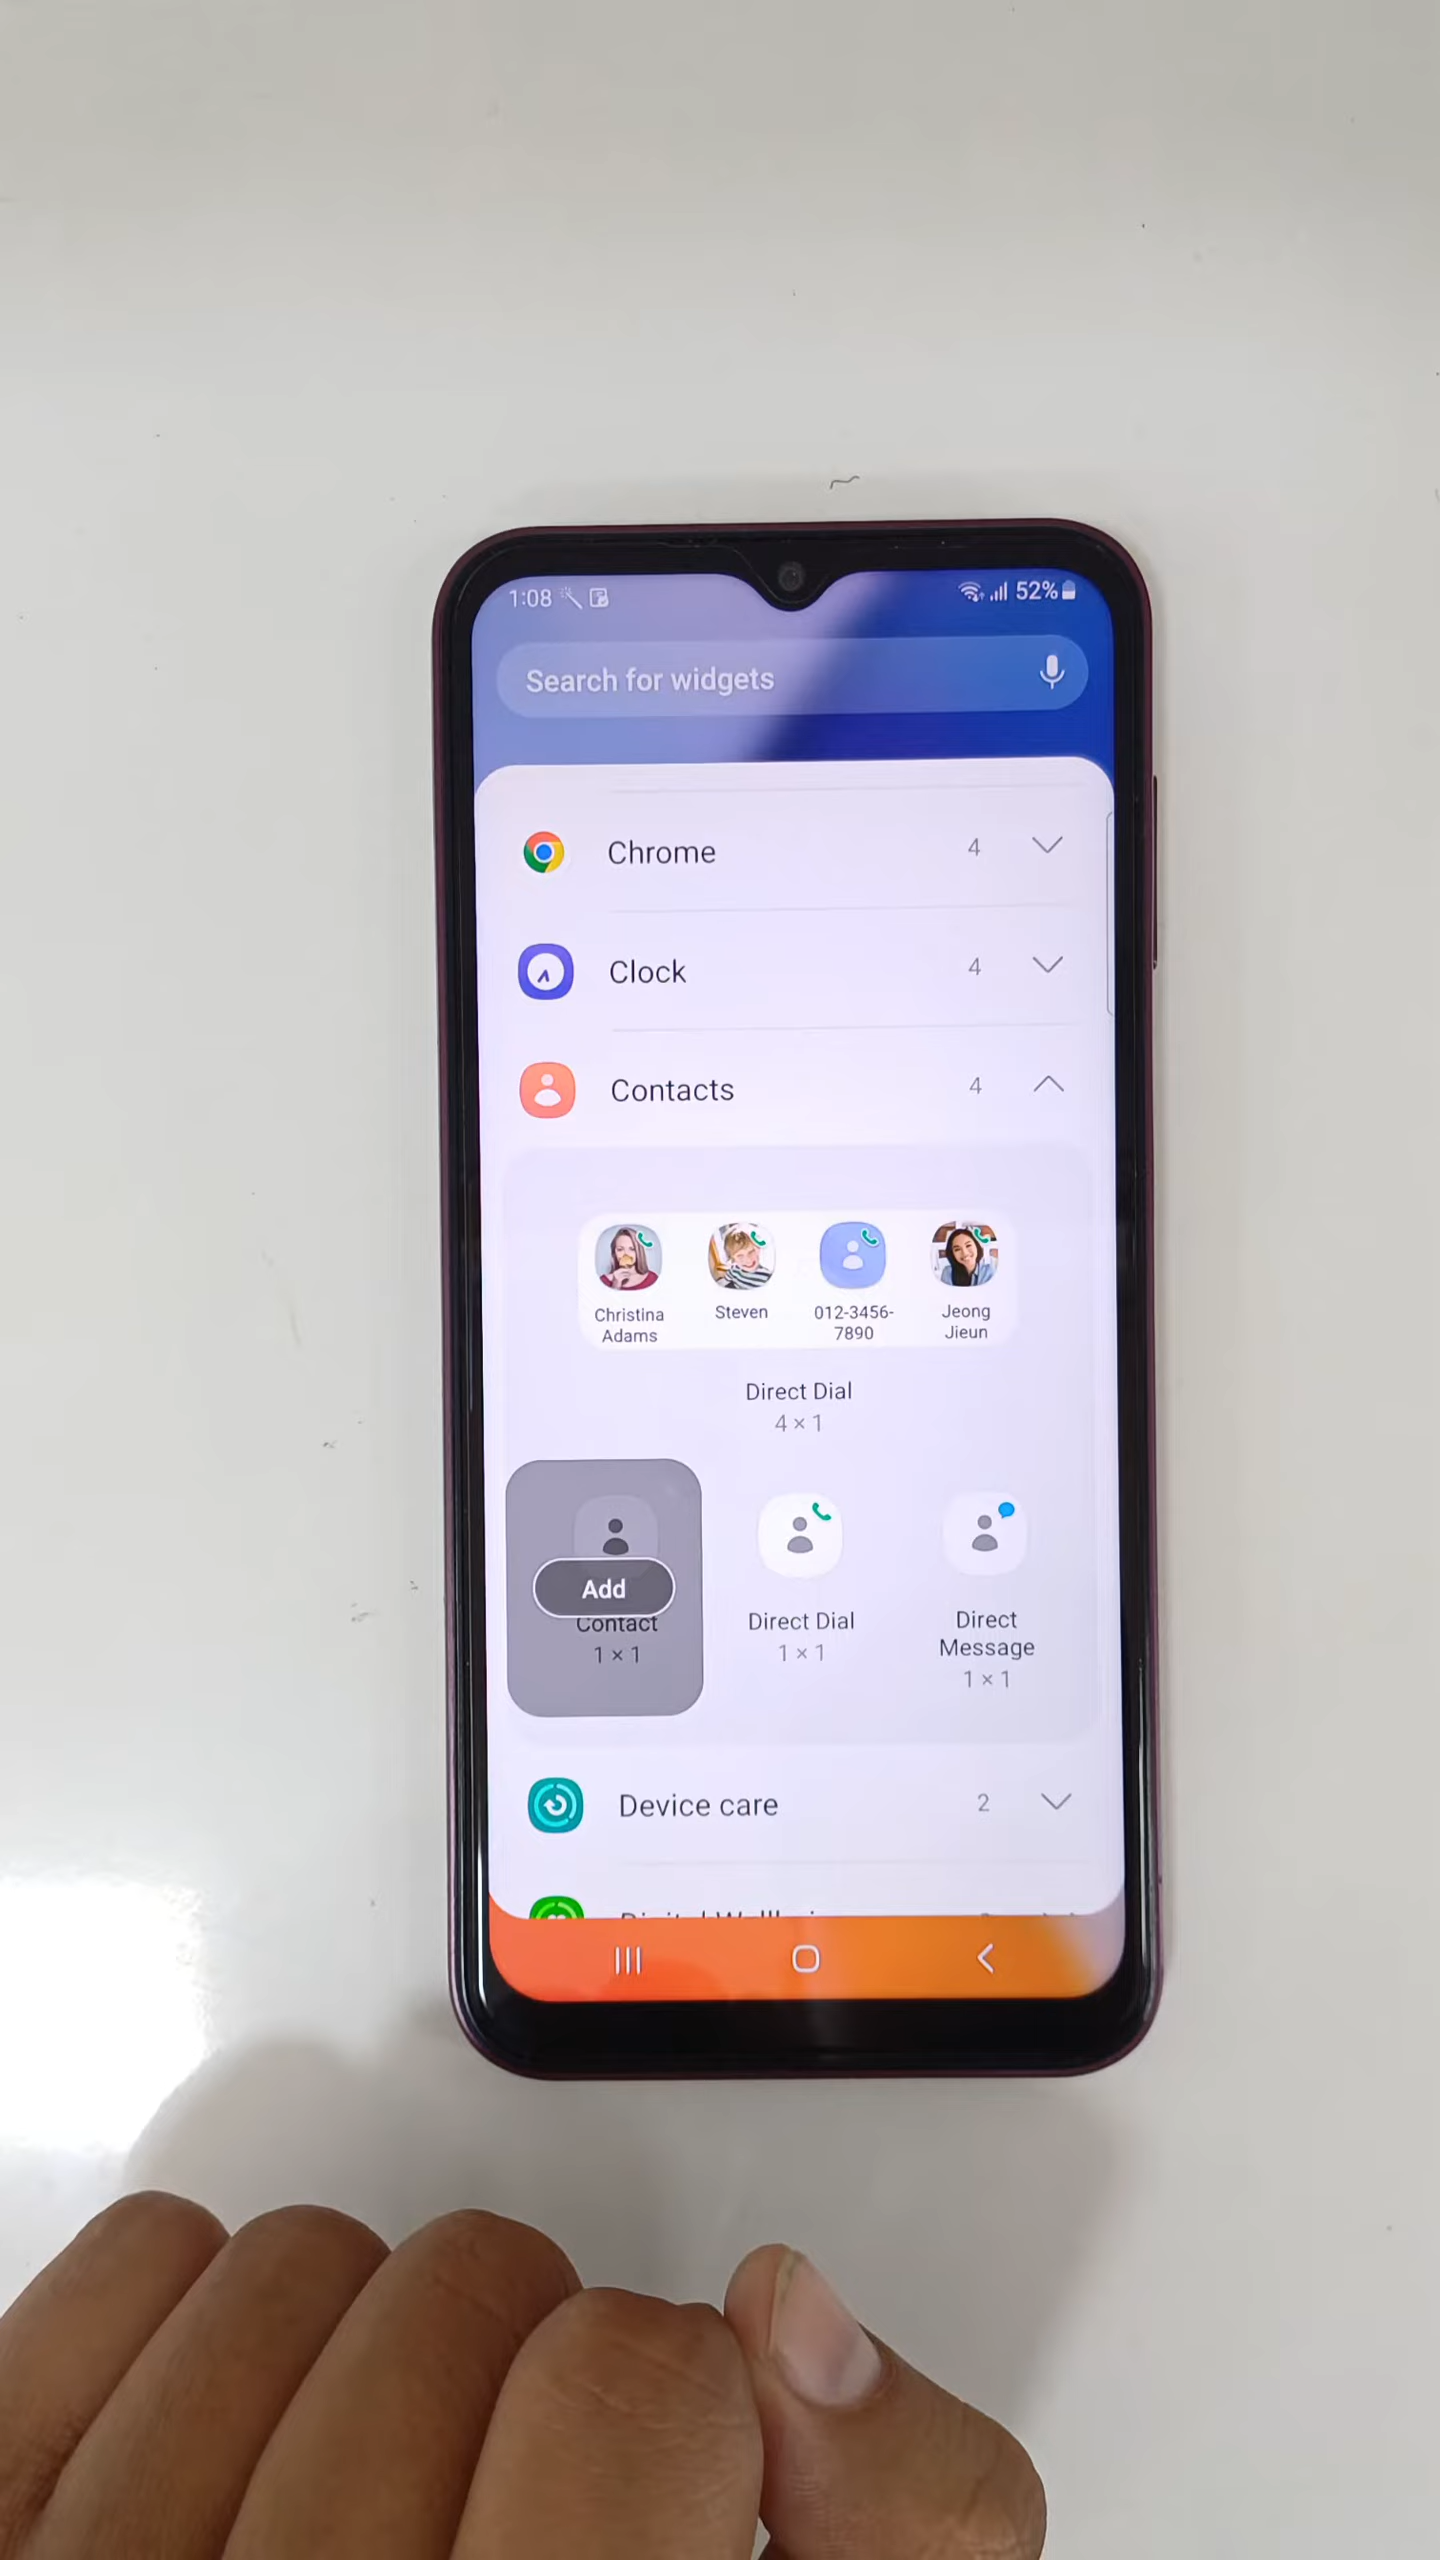 1:08
52%
Search for widgets
Chrome 4
Clock 4
Contacts 4
Christina Adams
Steven
012-3456-7890
Jeong Jieun
Direct Dial
4 × 1
Add
Contact
1 × 1
Direct Dial
1 × 1
Direct Message
1 × 1
Device care 2